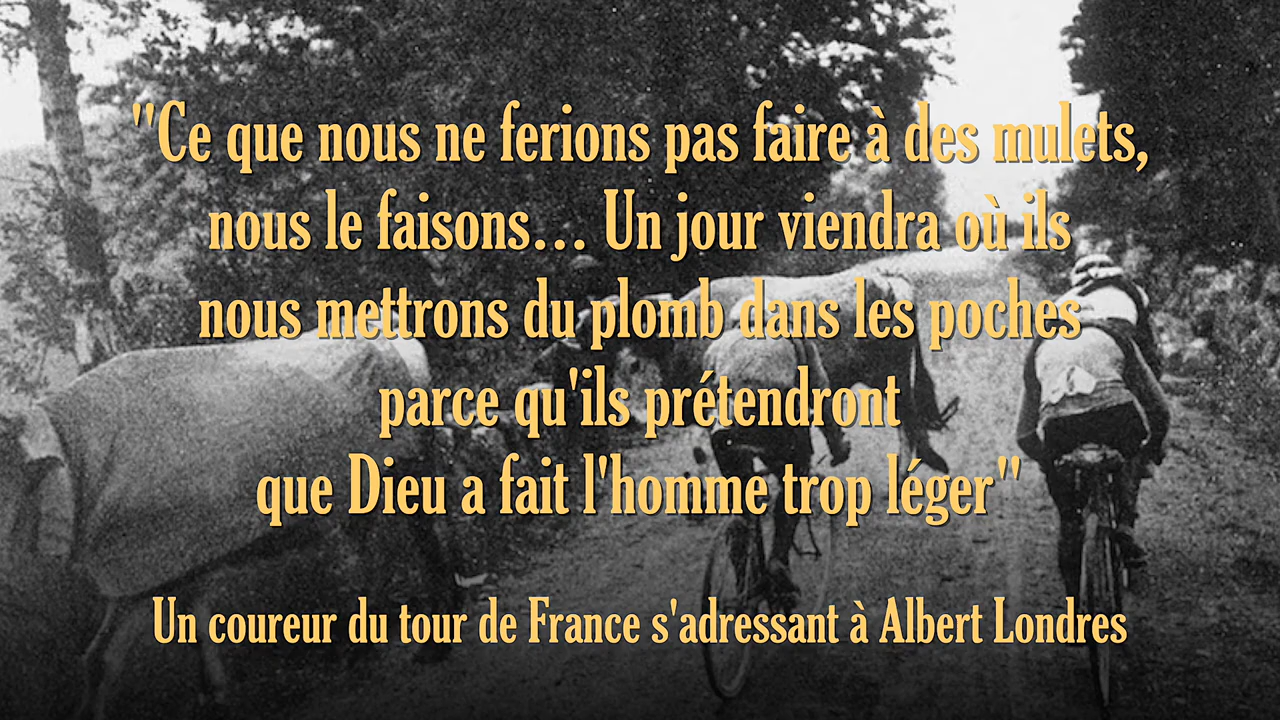 "Ce que nous ne ferions pas faire à des mulets,
nous le faisons... Un jour viendra où ils
nous mettrons du plomb dans les poches
parce qu'ils prétendront
que Dieu a fait l'homme trop léger"
Un coureur du tour de France s'adressant à Albert Londres